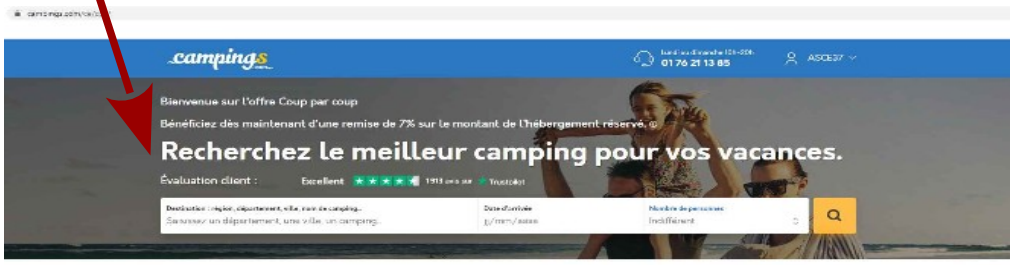 campings.com/ce/
campings
Lundi au dimanche 10h-20h
01 76 21 13 85
ASCE37
Bienvenue sur l'offre Coup par coup
Bénéficiez dès maintenant d'une remise de 7% sur le montant de l'hébergement réservé.
Recherchez le meilleur camping pour vos vacances.
Évaluation client :
Excellent
1913 avis sur
Trustpilot
Destination : région, département, ville, nom de camping...
Saisissez un département, une ville, un camping...
Date d'arrivée
jj/mm/aaaa
Nombre de personnes
Indifférent